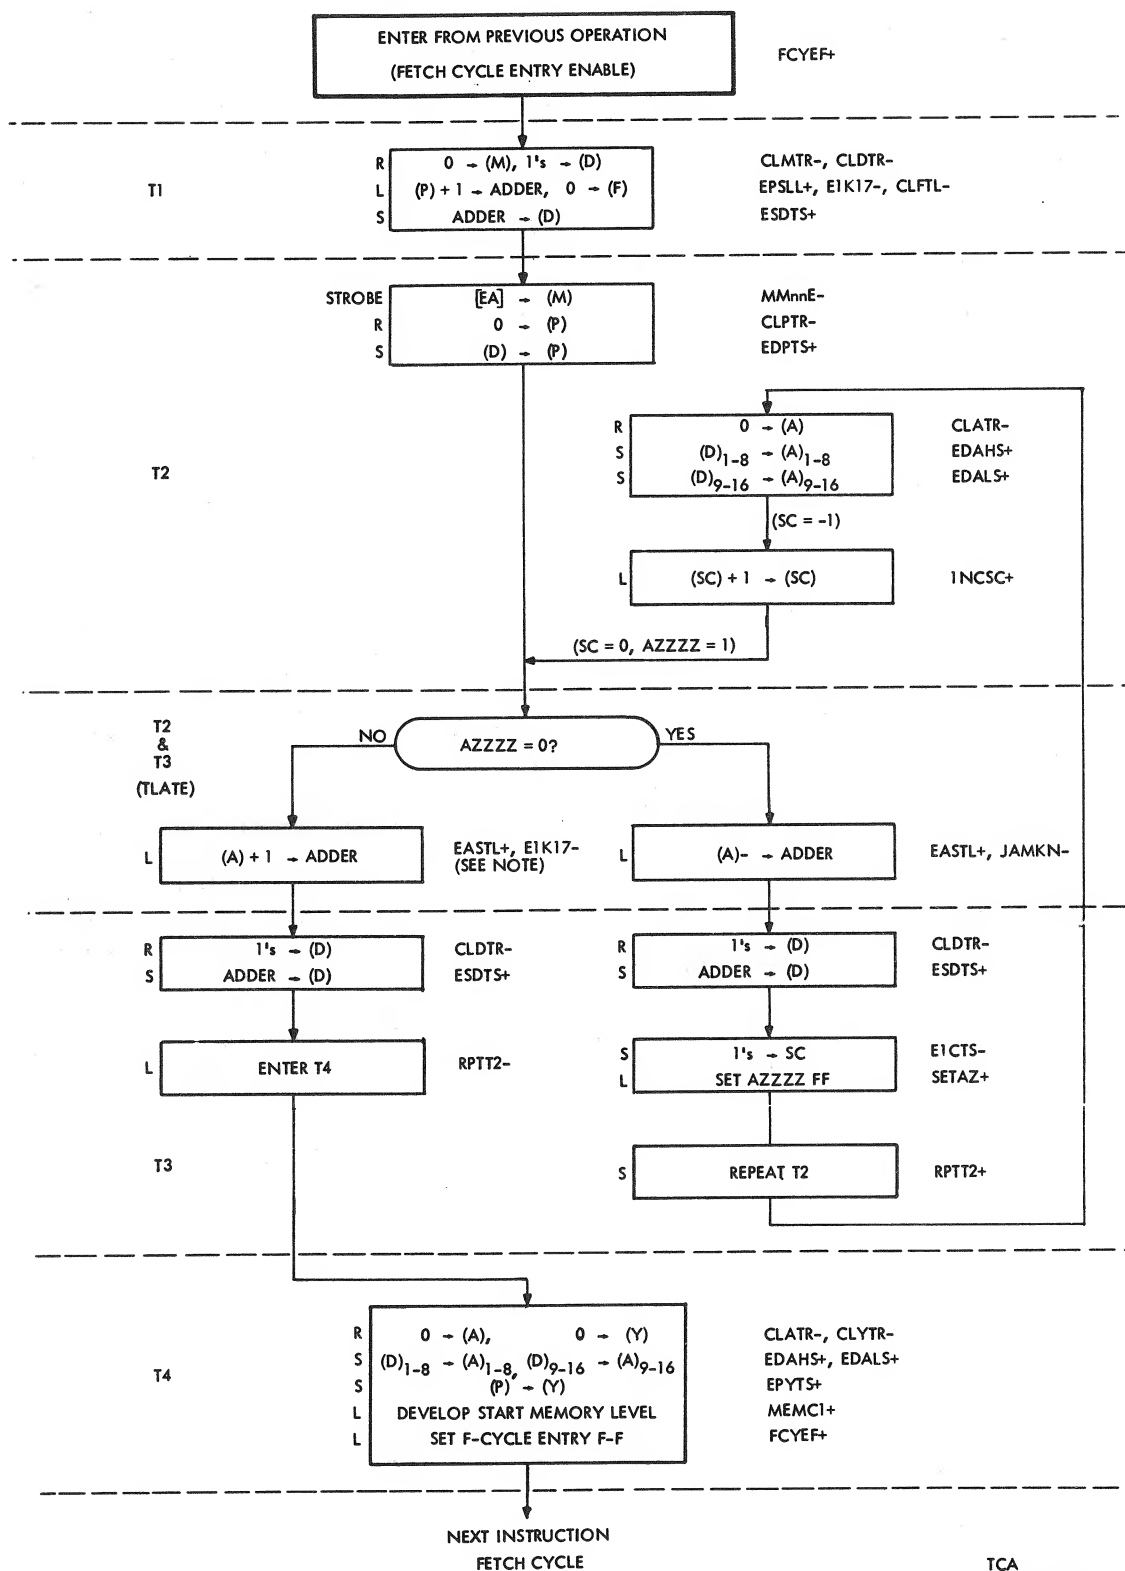 ENTER FROM PREVIOUS OPERATION
(FETCH CYCLE ENTRY ENABLE)
FCYEF+
T1
R 0 → (M), 1's → (D) CLMTR-, CLDTR-
L (P) + 1 → ADDER, 0 → (F) EPSLL+, E1K17-, CLFTL-
S ADDER → (D) ESDTS+
STROBE [EA] → (M) MMnnE-
R 0 → (P) CLPTR-
S (D) → (P) EDPTS+
T2
R 0 → (A) CLATR-
S (D)1-8 → (A)1-8 EDAHS+
S (D)9-16 → (A)9-16 EDALS+
(SC = -1)
L (SC) + 1 → (SC) 1NCSC+
(SC = 0, AZZZZ = 1)
T2
&
T3
(TLATE)
NO AZZZZ = 0? YES
L (A) + 1 → ADDER EASTL+, E1K17-
(SEE NOTE)
L (A)- → ADDER EASTL+, JAMKN-
R 1's → (D) CLDTR-
S ADDER → (D) ESDTS+
R 1's → (D) CLDTR-
S ADDER → (D) ESDTS+
L ENTER T4 RPTT2-
S 1's → SC E1CTS-
L SET AZZZZ FF SETAZ+
T3
S REPEAT T2 RPTT2+
T4
R 0 → (A), 0 → (Y) CLATR-, CLYTR-
S (D)1-8 → (A)1-8, (D)9-16 → (A)9-16 EDAHS+, EDALS+
S (P) → (Y) EPYTS+
L DEVELOP START MEMORY LEVEL MEMC1+
L SET F-CYCLE ENTRY F-F FCYEF+
NEXT INSTRUCTION
FETCH CYCLE
TCA